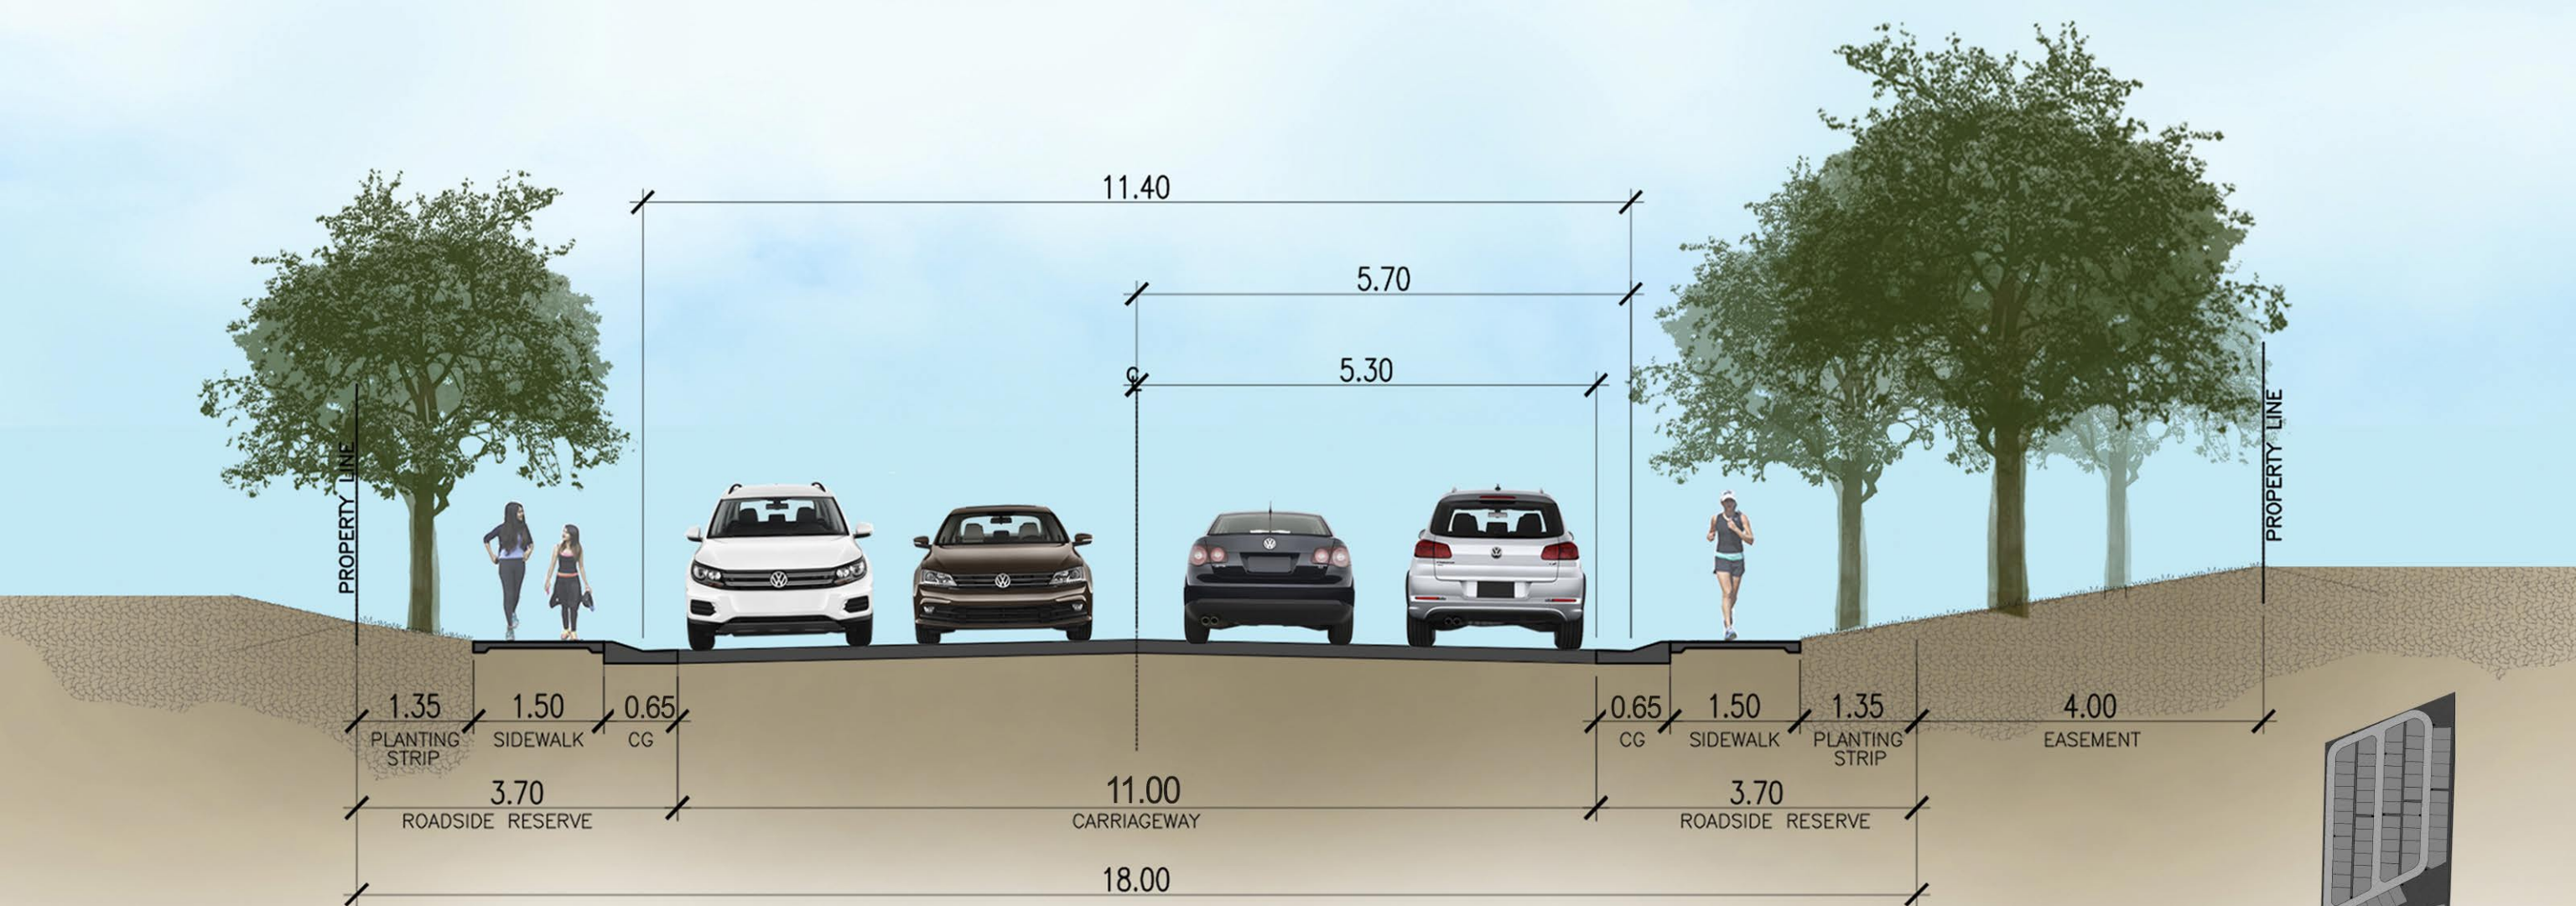 11.40
5.70
5.30
℄
PROPERTY LINE
PROPERTY LINE
1.35
1.50
0.65
0.65
1.50
1.35
4.00
PLANTING
STRIP
SIDEWALK
CG
CG
SIDEWALK
PLANTING
STRIP
EASEMENT
3.70
11.00
3.70
ROADSIDE RESERVE
CARRIAGEWAY
ROADSIDE RESERVE
18.00